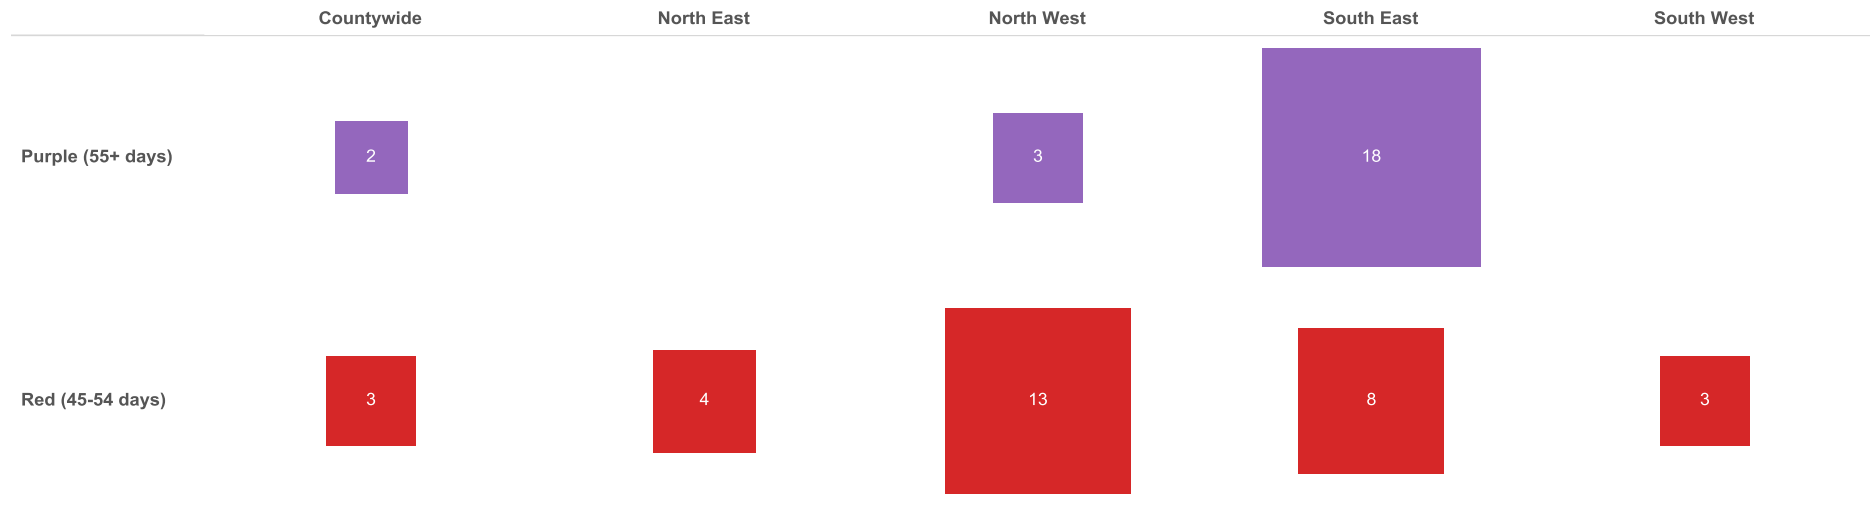 Countywide North East North West South East South West
Purple (55+ days) 2 3 18
Red (45-54 days) 3 4 13 8 3